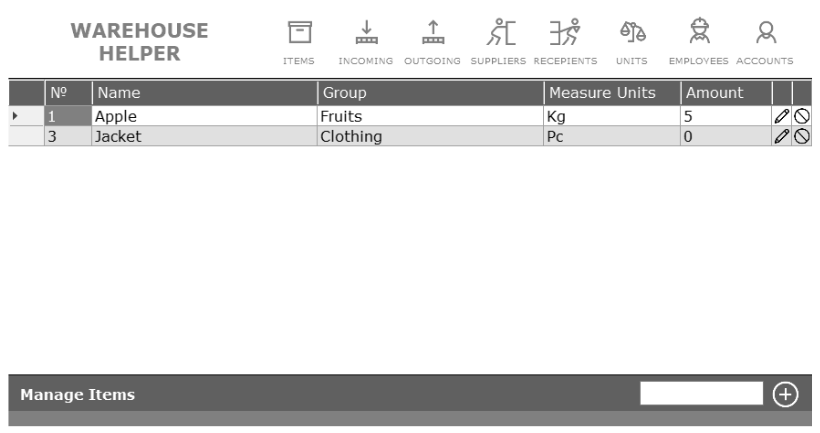 WAREHOUSE
HELPER
ITEMS INCOMING OUTGOING SUPPLIERS RECEPIENTS UNITS EMPLOYEES ACCOUNTS
Nº Name Group Measure Units Amount
1 Apple Fruits Kg 5
3 Jacket Clothing Pc 0
Manage Items